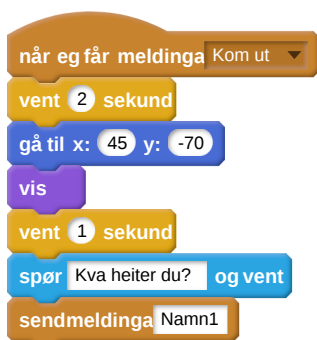 når eg får meldinga Kom ut
vent 2 sekund
gå til x: 45 y: -70
vis
vent 1 sekund
spør Kva heiter du? og vent
sendmeldinga Namn1